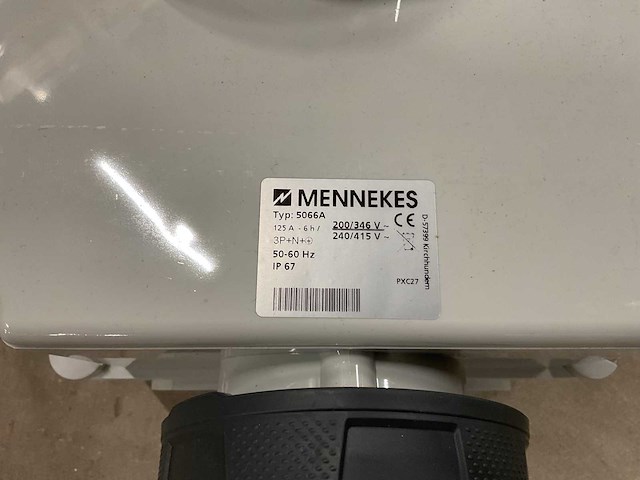 MENNEKES
Typ: 5066A
125 A - 6 h / 200/346 V ~
3P+N+⏚ 240/415 V ~
50-60 Hz
IP 67
CE
PXC27
D-57399 Kirchhundem